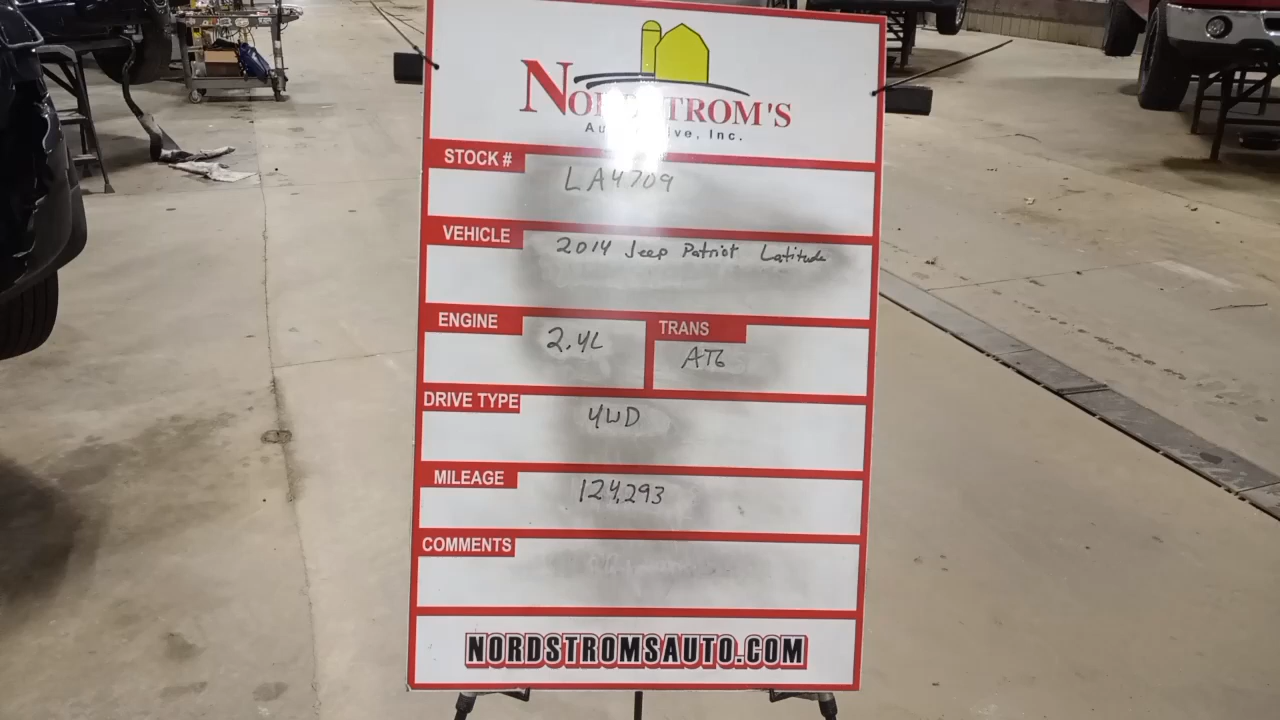 NORDSTROM'S
Automotive, Inc.
STOCK #
LA4709
VEHICLE
2014 Jeep Patriot Latitude
ENGINE
2.4L
TRANS
AT6
DRIVE TYPE
4WD
MILEAGE
124,293
COMMENTS
NORDSTROMSAUTO.COM